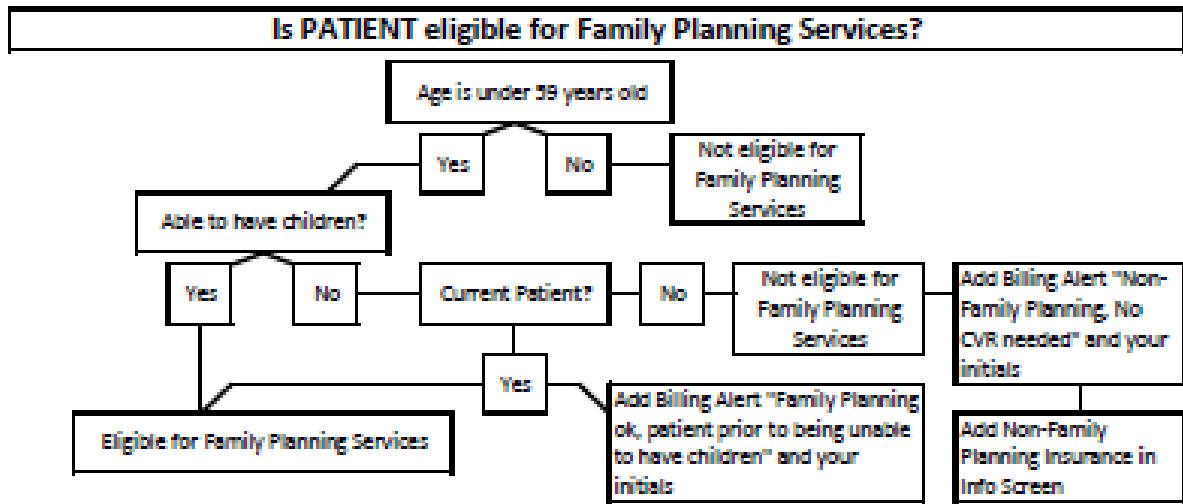 Is PATIENT eligible for Family Planning Services?
Age is under 59 years old
Yes
No
Not eligible for
Family Planning
Services
Able to have children?
Yes
No
Current Patient?
No
Not eligible for
Family Planning
Services
Add Billing Alert "Non-
Family Planning, No
CVR needed" and your
initials
Yes
Eligible for Family Planning Services
Add Billing Alert "Family Planning
ok, patient prior to being unable
to have children" and your
initials
Add Non-Family
Planning Insurance in
Info Screen